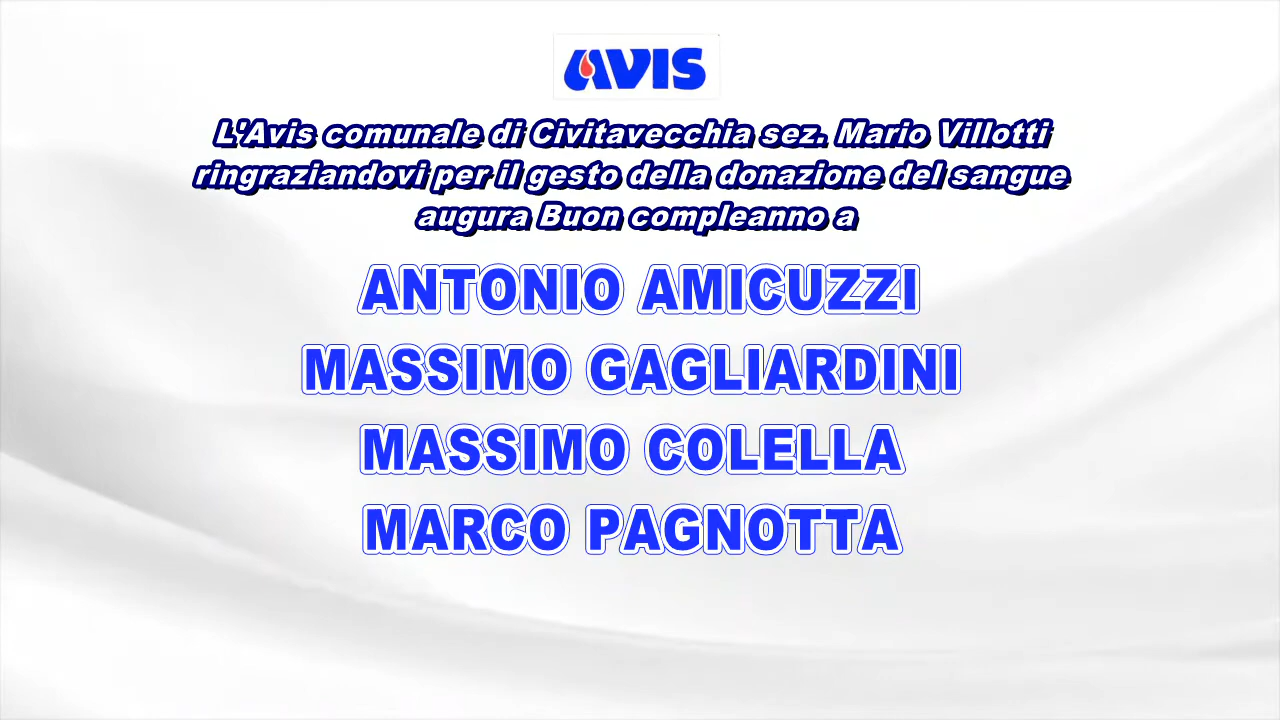 AVIS
L'Avis comunale di Civitavecchia sez. Mario Villotti
ringraziandovi per il gesto della donazione del sangue
augura Buon compleanno a
ANTONIO AMICUZZI
MASSIMO GAGLIARDINI
MASSIMO COLELLA
MARCO PAGNOTTA